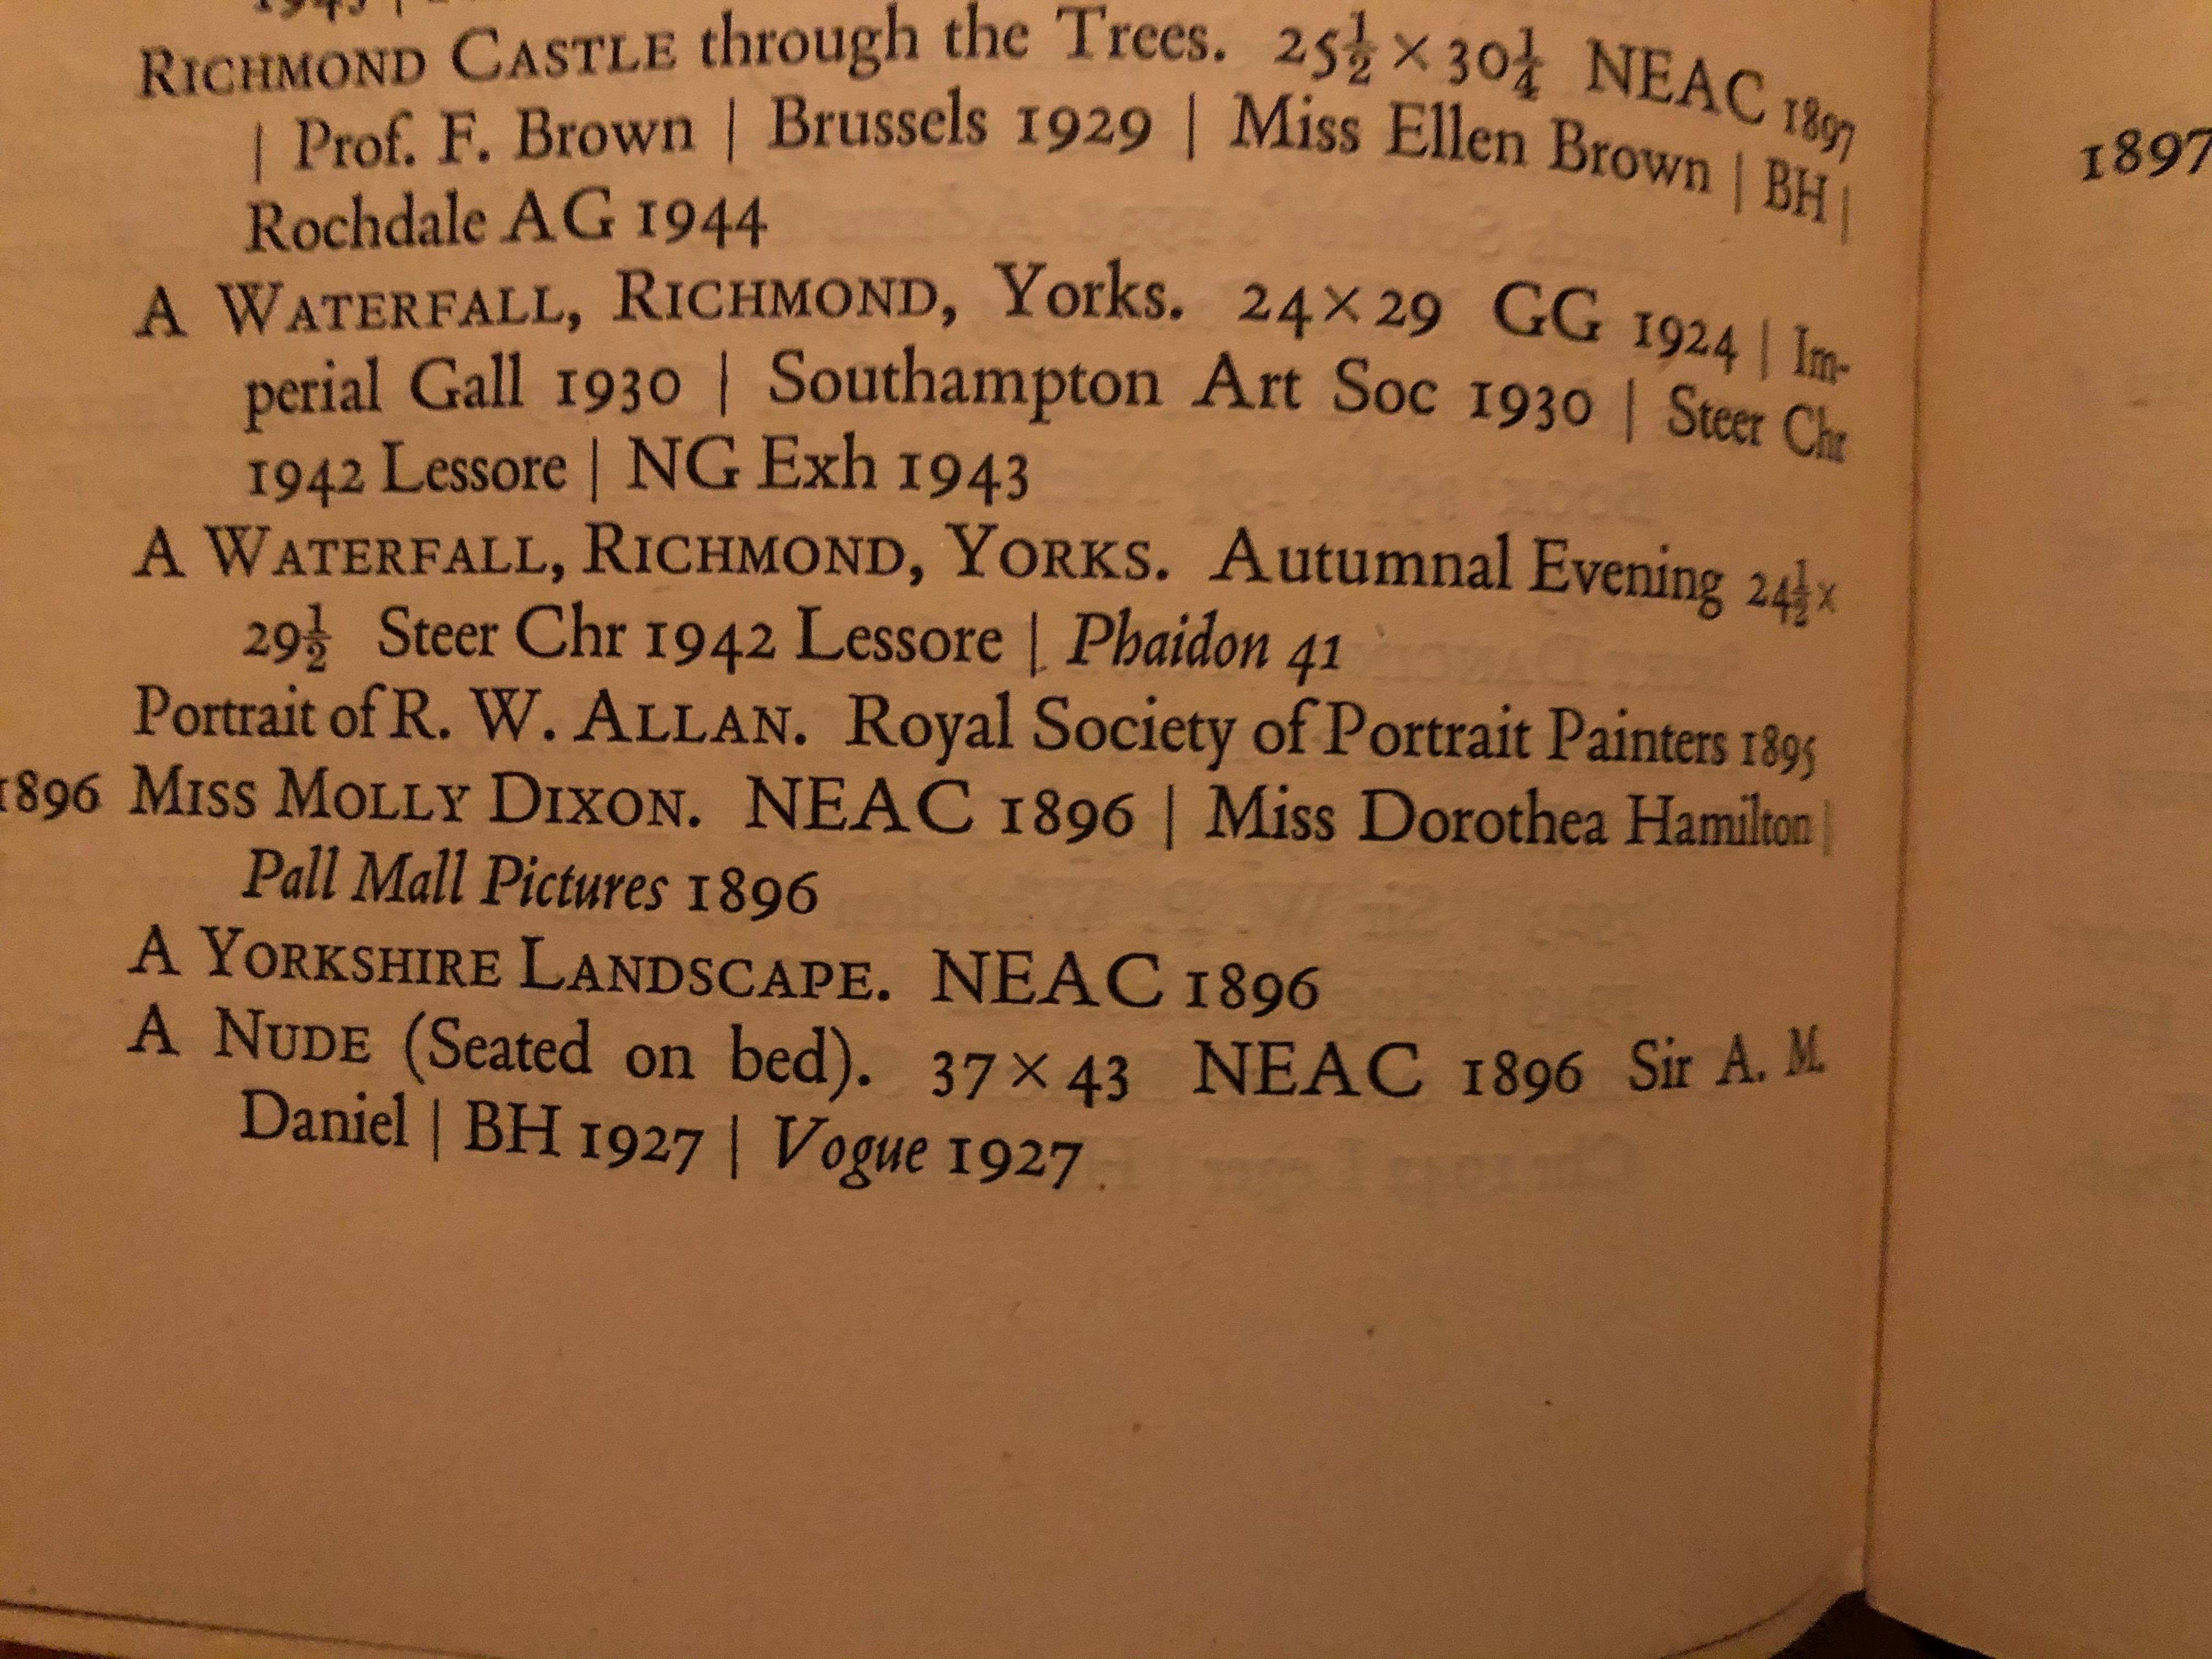 1943 |
RICHMOND CASTLE through the Trees. 25½ × 30¼ NEAC 1897
| Prof. F. Brown | Brussels 1929 | Miss Ellen Brown | BH |
Rochdale AG 1944
A WATERFALL, RICHMOND, Yorks. 24 × 29 GG 1924 | Im-
perial Gall 1930 | Southampton Art Soc 1930 | Steer Chr
1942 Lessore | NG Exh 1943
A WATERFALL, RICHMOND, YORKS. Autumnal Evening 24½ ×
29½ Steer Chr 1942 Lessore | Phaidon 41
Portrait of R. W. ALLAN. Royal Society of Portrait Painters 1895
1896 MISS MOLLY DIXON. NEAC 1896 | Miss Dorothea Hamilton |
Pall Mall Pictures 1896
A YORKSHIRE LANDSCAPE. NEAC 1896
A NUDE (Seated on bed). 37 × 43 NEAC 1896 Sir A. M.
Daniel | BH 1927 | Vogue 1927
1897